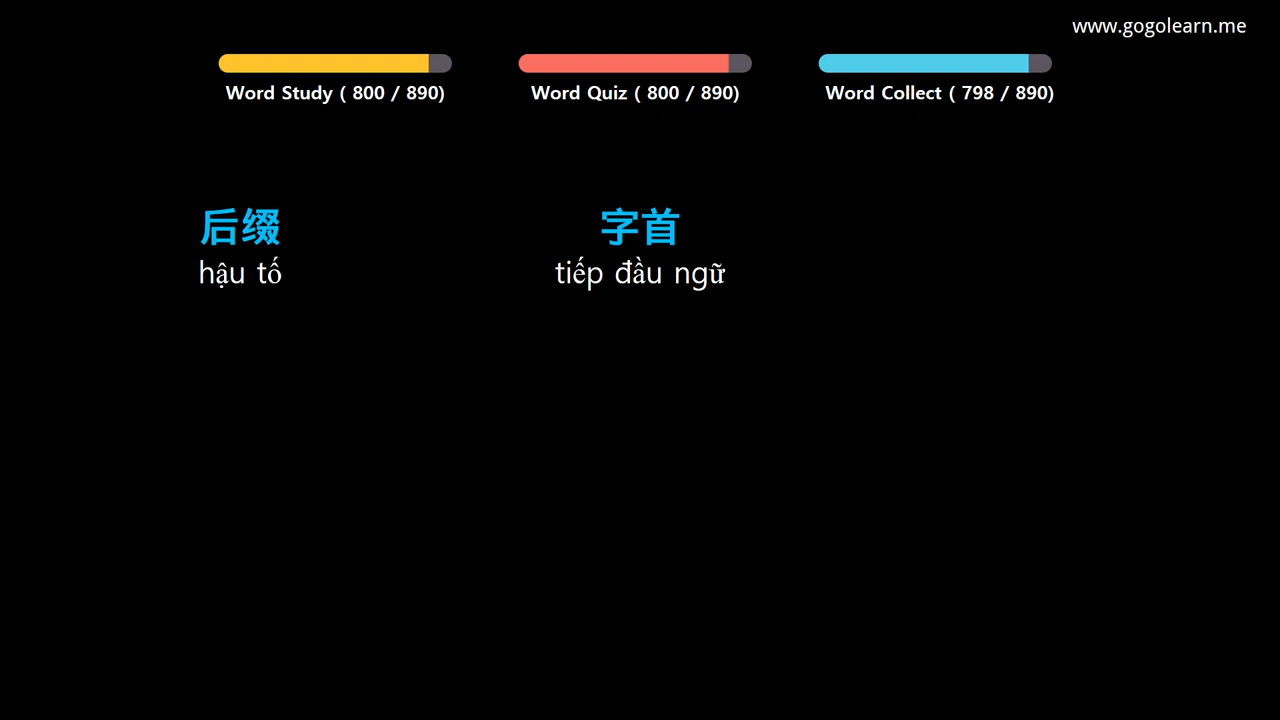 www.gogolearn.me
Word Study ( 800 / 890)
Word Quiz ( 800 / 890)
Word Collect ( 798 / 890)
后缀
hậu tố
字首
tiếp đầu ngữ